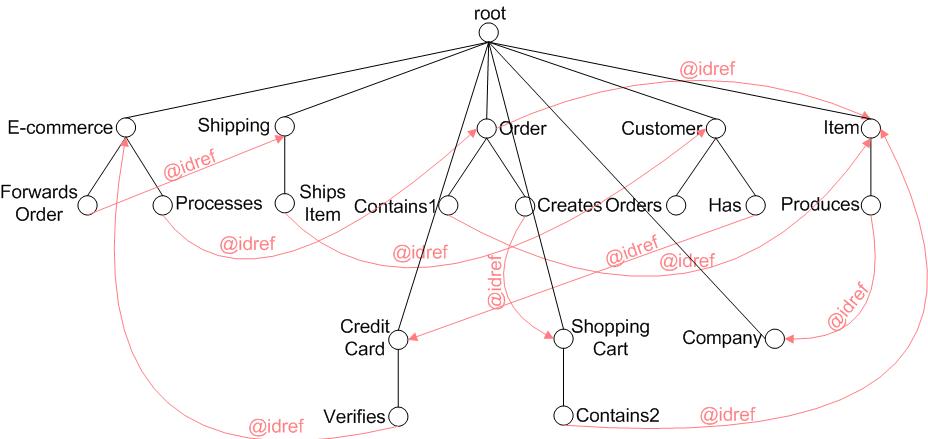 root
@idref
E-commerce
Shipping
Order
Customer
Item
@idref
Forwards
Order
Processes
Ships
Item
Contains1
Creates
Orders
Has
Produces
@idref
@idref
@idref
@idref
@idref
@idref
Credit
Card
Shopping
Cart
Company
Verifies
Contains2
@idref
@idref